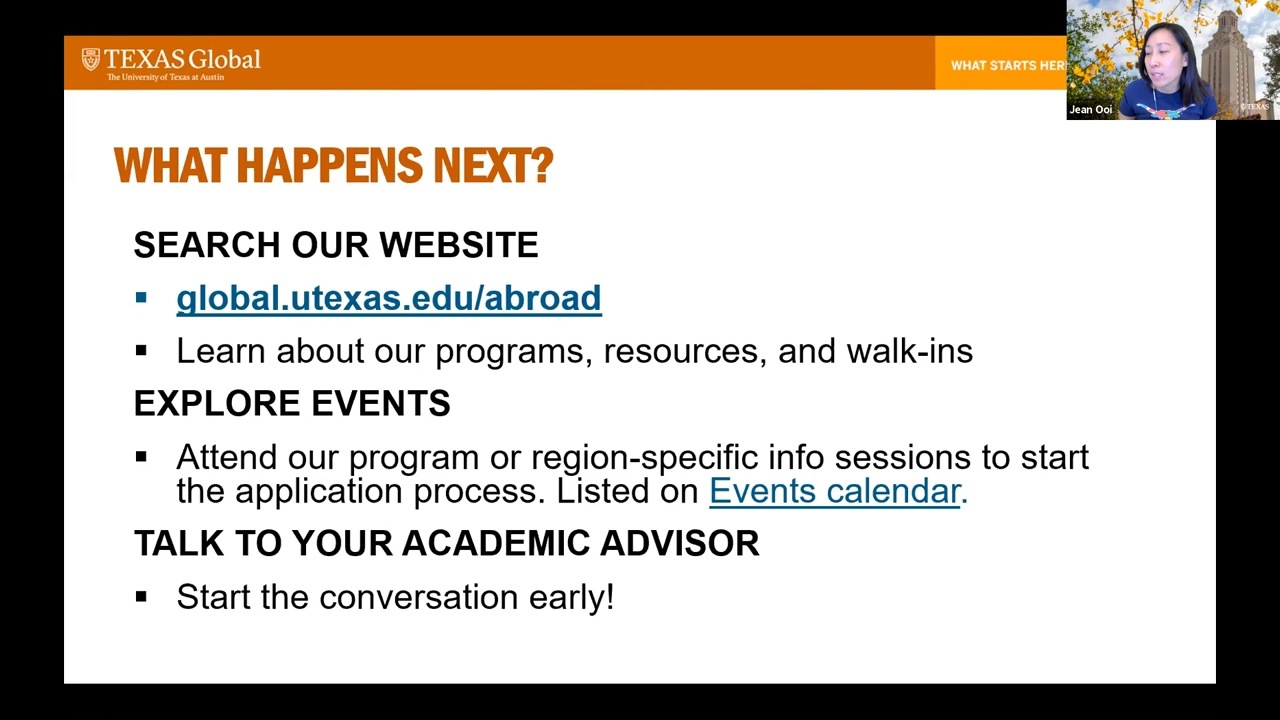 TEXAS Global
The University of Texas at Austin
WHAT STARTS HER
Jean Ooi
TEXAS
WHAT HAPPENS NEXT?
SEARCH OUR WEBSITE
▪ global.utexas.edu/abroad
▪ Learn about our programs, resources, and walk-ins
EXPLORE EVENTS
▪ Attend our program or region-specific info sessions to start
the application process. Listed on Events calendar.
TALK TO YOUR ACADEMIC ADVISOR
▪ Start the conversation early!